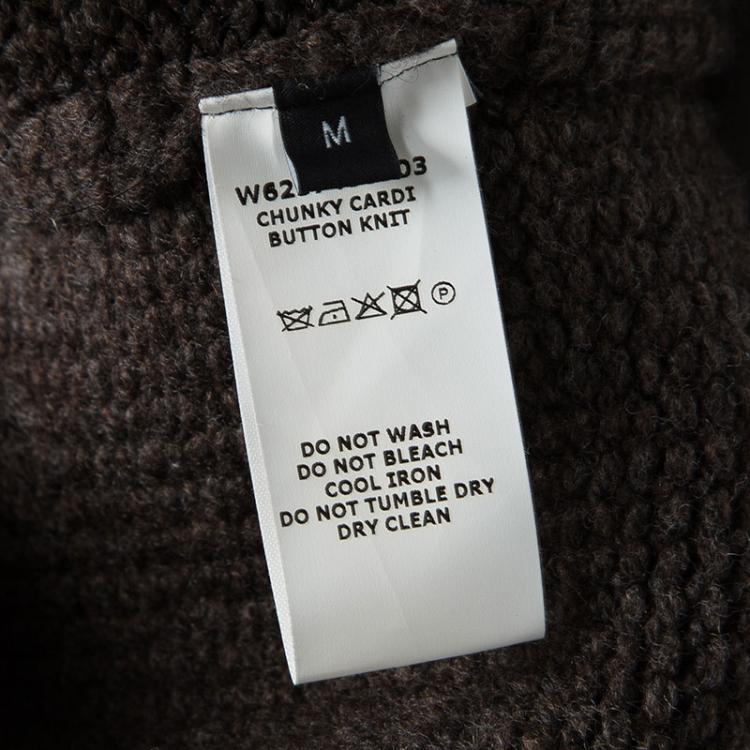 M
CHUNKY CARDI
BUTTON KNIT
P
DO NOT WASH
DO NOT BLEACH
COOL IRON
DO NOT TUMBLE DRY
DRY CLEAN